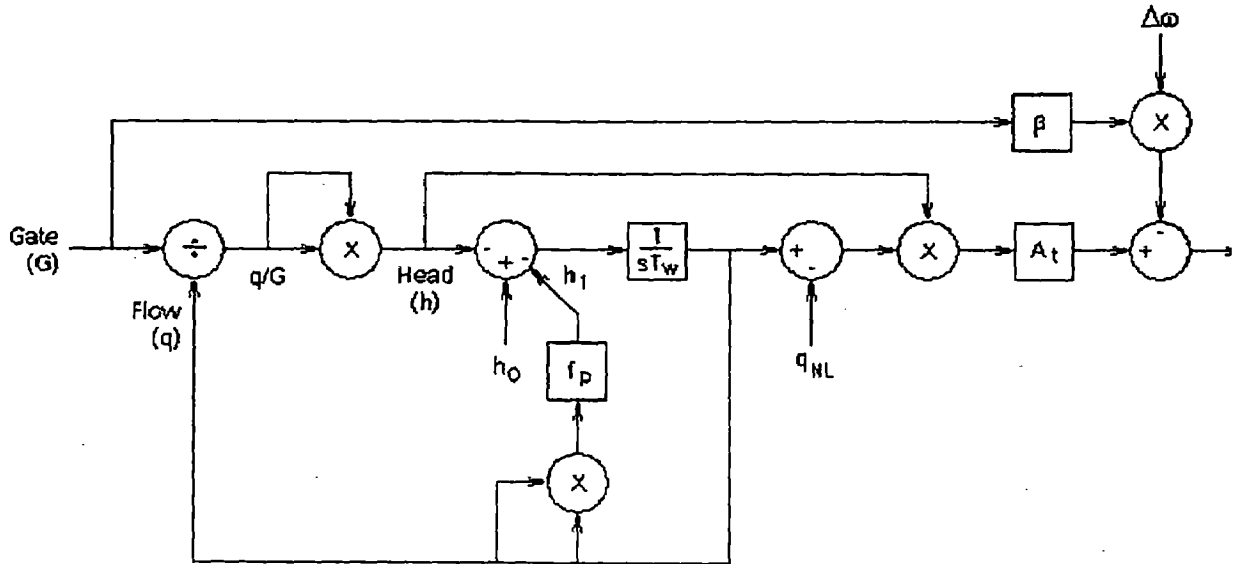 Δω
β
X
Gate
(G)
÷
X
Head
(h)
q/G
Flow
(q)
-
+
-
h₁
h₀
1
sTw
+
-
qNL
X
At
+
-
fp
X